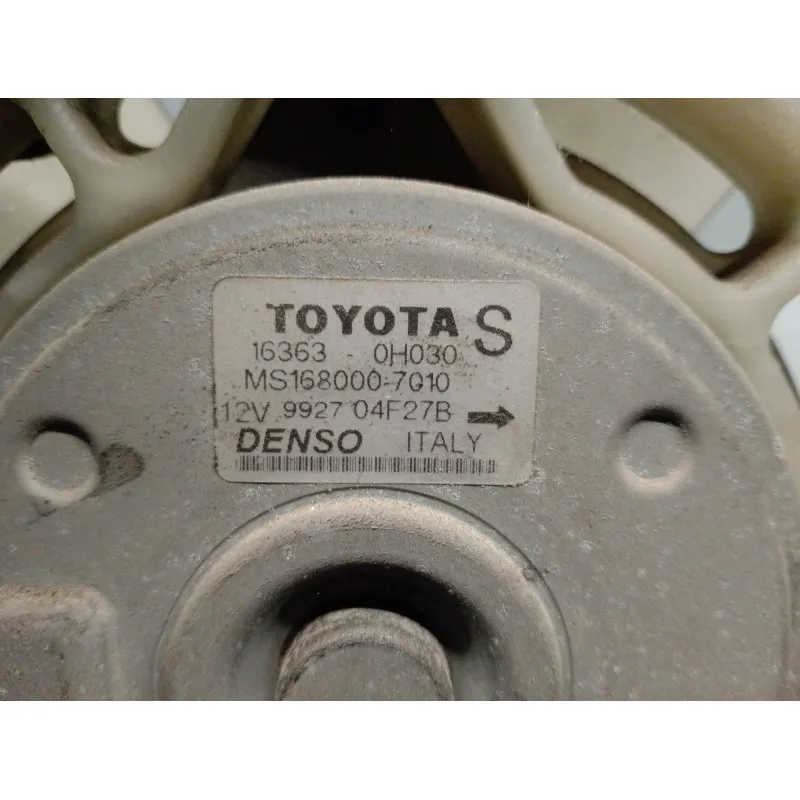 TOYOTA S
16363 - 0H030
MS168000-7010
12V 9927 04F27B →
DENSO ITALY